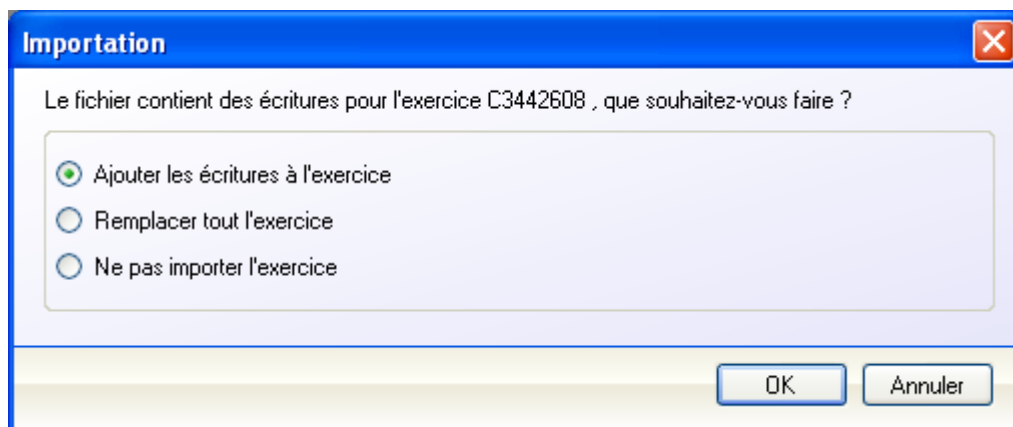 Importation
Le fichier contient des écritures pour l'exercice C3442608 , que souhaitez-vous faire ?
Ajouter les écritures à l'exercice
Remplacer tout l'exercice
Ne pas importer l'exercice
OK Annuler